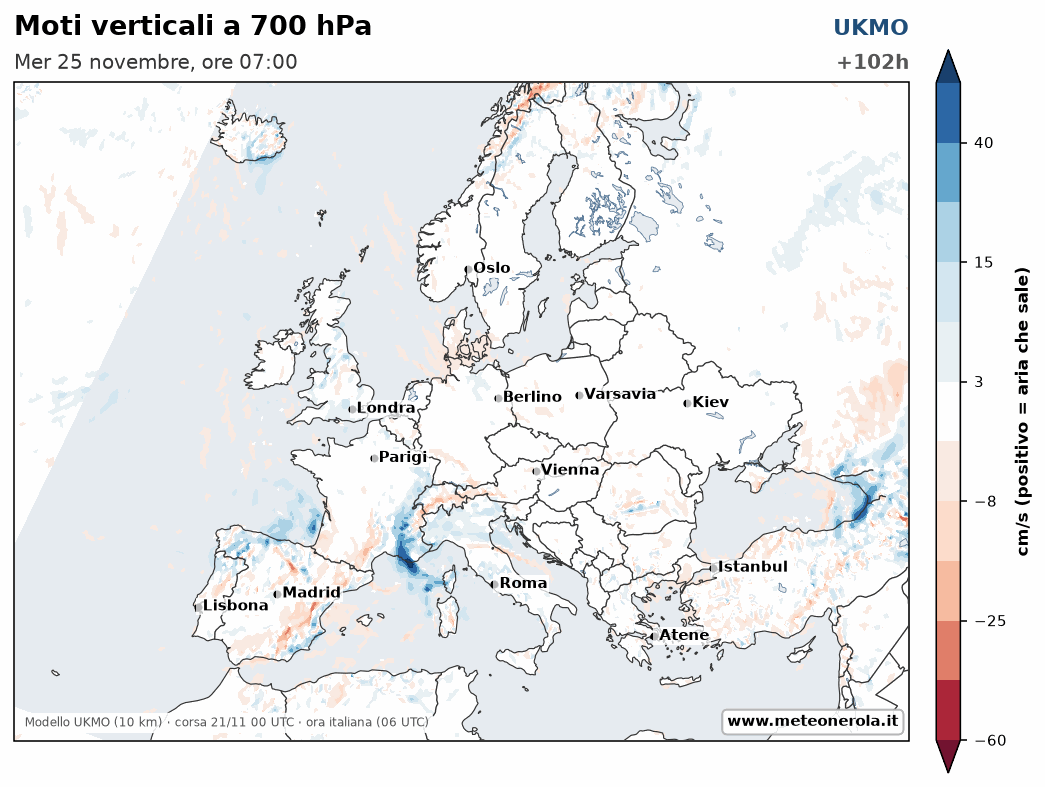 Moti verticali a 700 hPa
UKMO
Mer 25 novembre, ore 07:00
+102h
40
15
3
−8
−25
−60
cm/s (positivo = aria che sale)
Oslo
Berlino
Varsavia
Kiev
Londra
Parigi
Vienna
Istanbul
Roma
Madrid
Lisbona
Atene
Modello UKMO (10 km) · corsa 21/11 00 UTC · ora italiana (06 UTC)
www.meteonerola.it